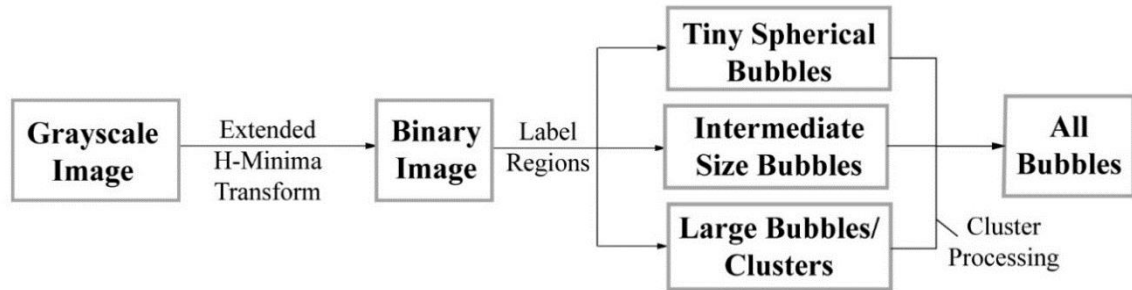 Grayscale
Image
Extended
H-Minima
Transform
Binary
Image
Label
Regions
Tiny Spherical
Bubbles
Intermediate
Size Bubbles
Large Bubbles/
Clusters
Cluster
Processing
All
Bubbles